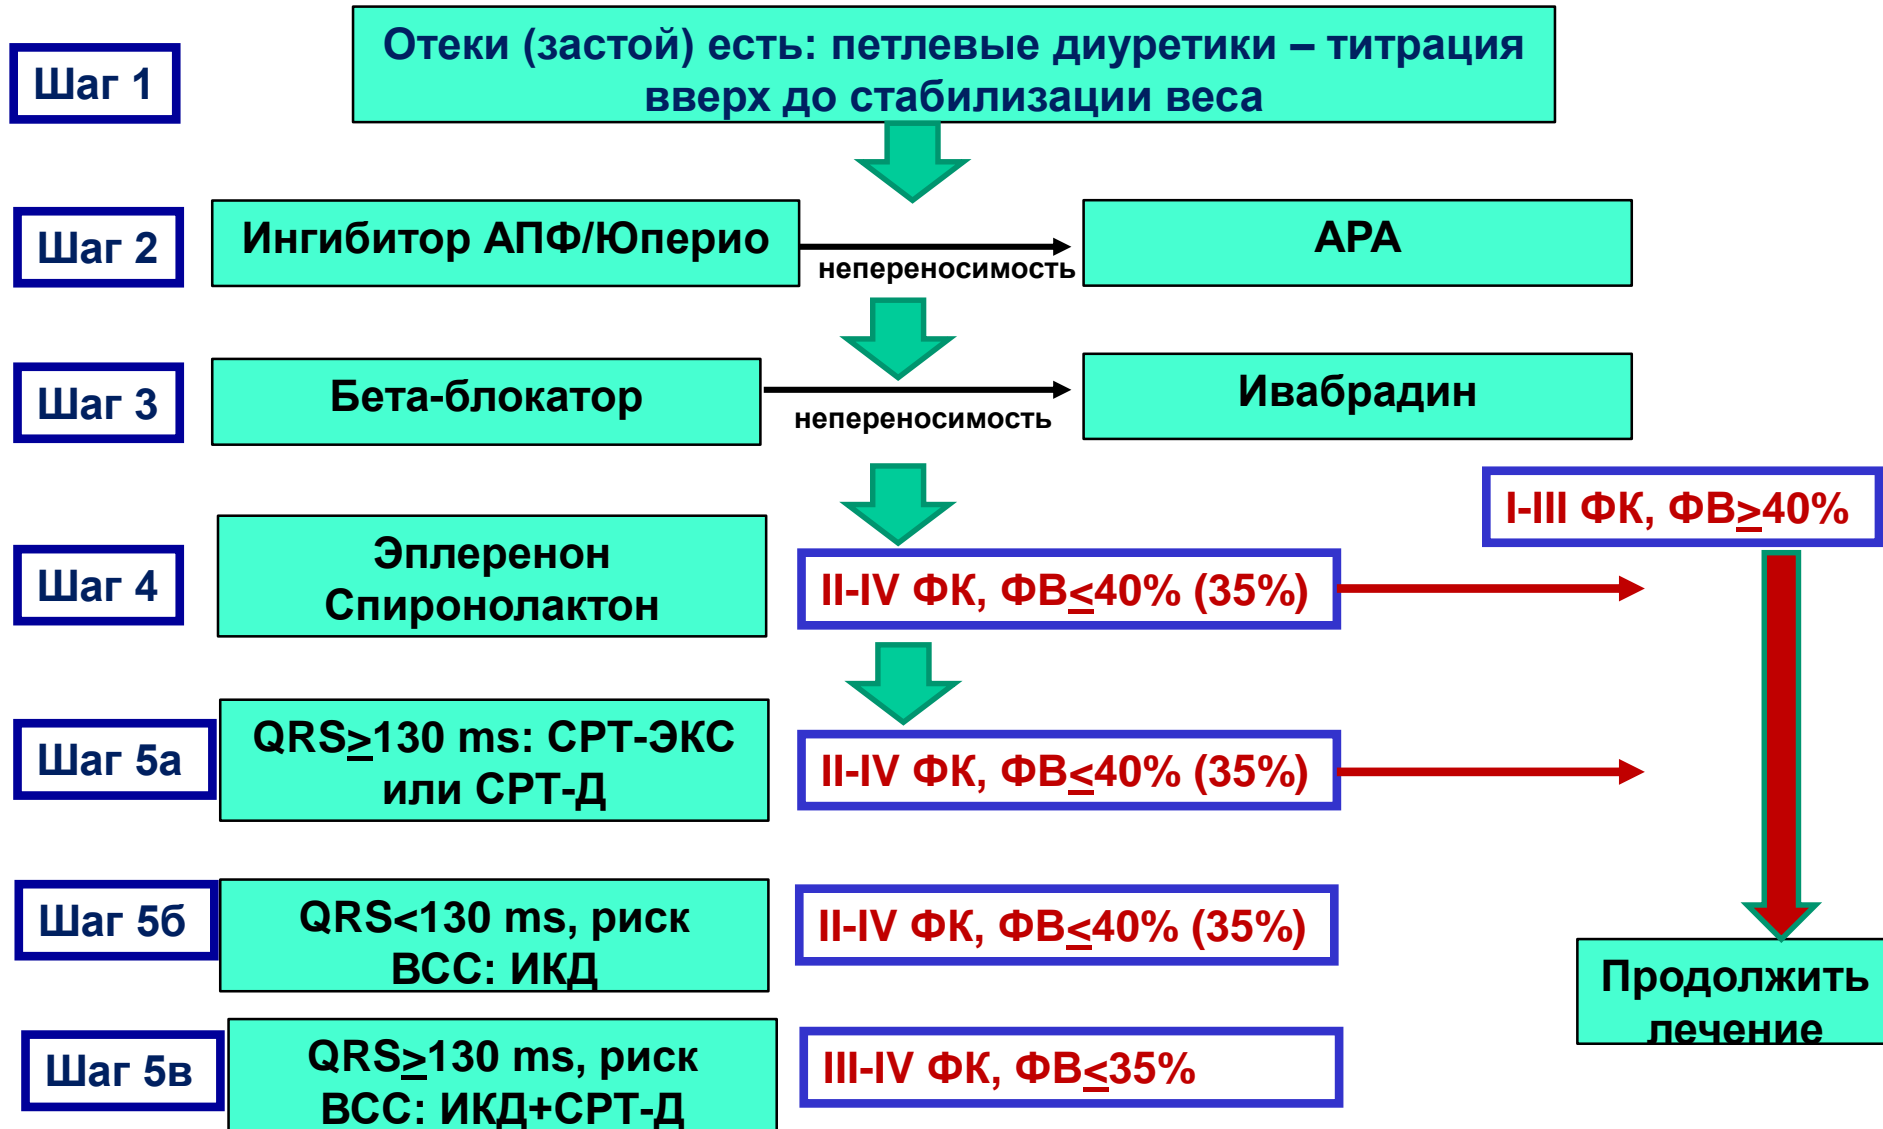 Шаг 1
Отеки (застой) есть: петлевые диуретики – титрация
вверх до стабилизации веса
Шаг 2
Ингибитор АПФ/Юперио
непереносимость
АРА
Шаг 3
Бета-блокатор
непереносимость
Ивабрадин
I-III ФК, ФВ≥40%
Шаг 4
Эплеренон
Спиронолактон
II-IV ФК, ФВ≤40% (35%)
Шаг 5а
QRS≥130 ms: СРТ-ЭКС
или СРТ-Д
II-IV ФК, ФВ≤40% (35%)
Шаг 5б
QRS<130 ms, риск
ВСС: ИКД
II-IV ФК, ФВ≤40% (35%)
Продолжить
лечение
Шаг 5в
QRS≥130 ms, риск
ВСС: ИКД+СРТ-Д
III-IV ФК, ФВ≤35%